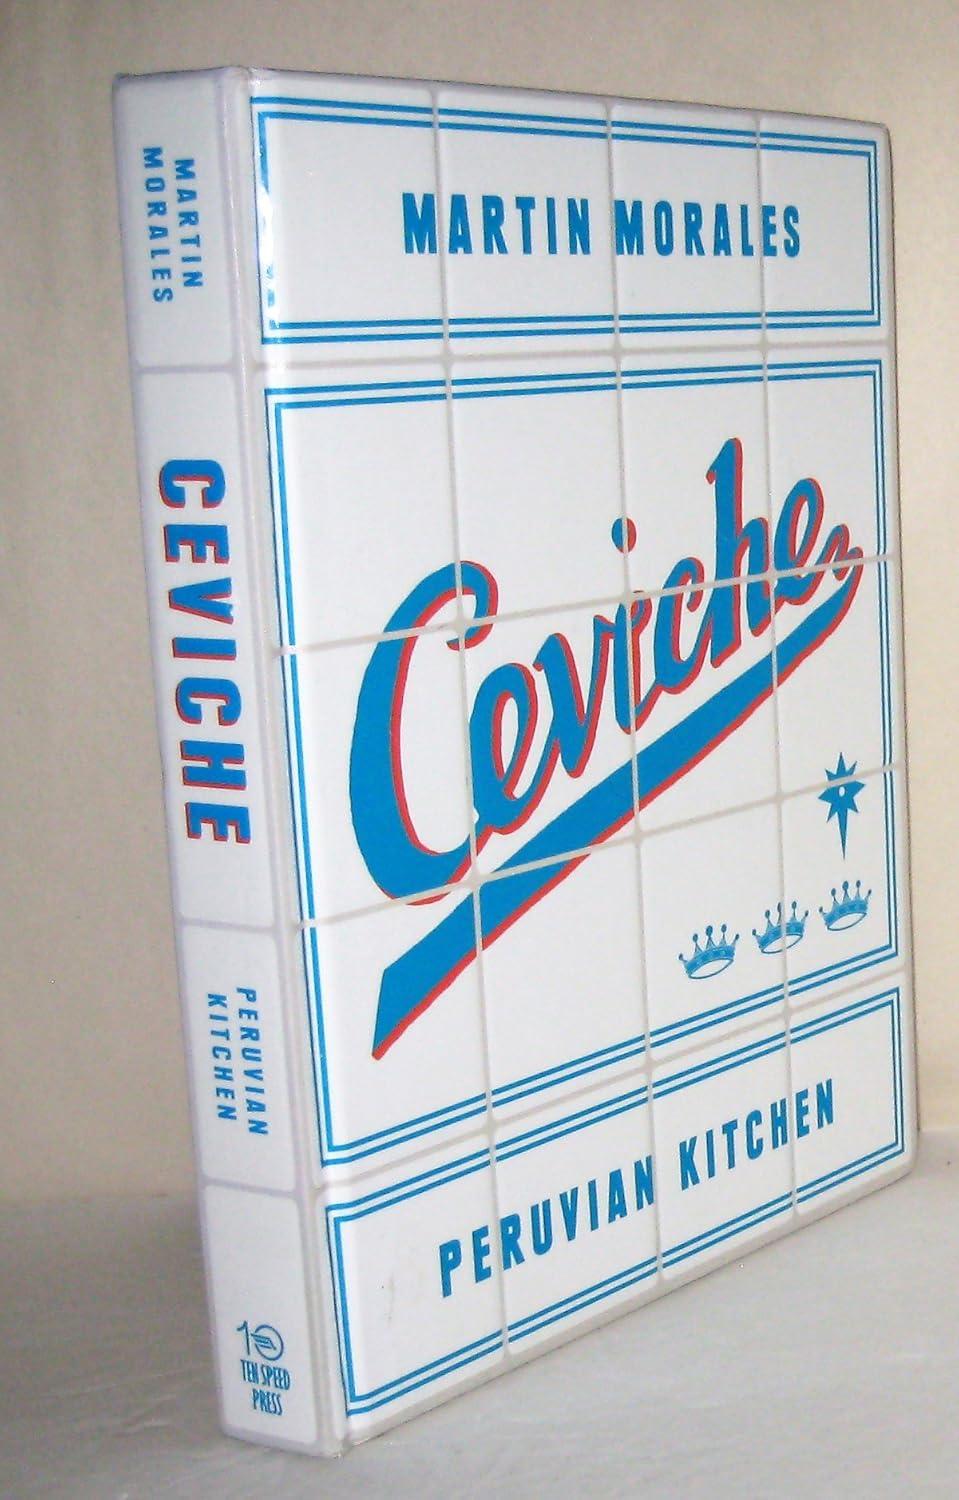 MARTIN
MORALES
CEVICHE
PERUVIAN
KITCHEN
10
TEN SPEED
PRESS
MARTIN MORALES
Ceviche
PERUVIAN KITCHEN